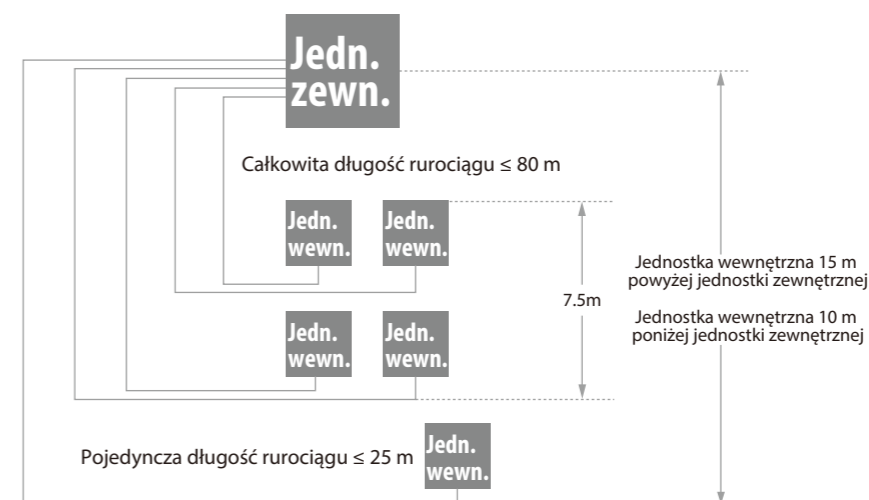 Jedn.
zewn.
Całkowita długość rurociągu ≤ 80 m
Jedn.
wewn.
Jedn.
wewn.
7.5m
Jednostka wewnętrzna 15 m
powyżej jednostki zewnętrznej
Jednostka wewnętrzna 10 m
poniżej jednostki zewnętrznej
Jedn.
wewn.
Jedn.
wewn.
Pojedyncza długość rurociągu ≤ 25 m
Jedn.
wewn.